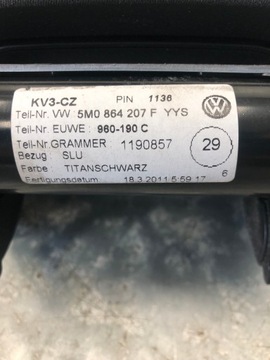 KV3-CZ PIN 1136
Teil-Nr. VW 5M0 864 207 F YYS
Teil-Nr. EUWE : 980-190 C
Teil-Nr. GRAMMER 1190857
Bezug : SLU 29
Farbe : TITANSCHWARZ
Fertigungsdatum 18.3.2011 5:59:17 6